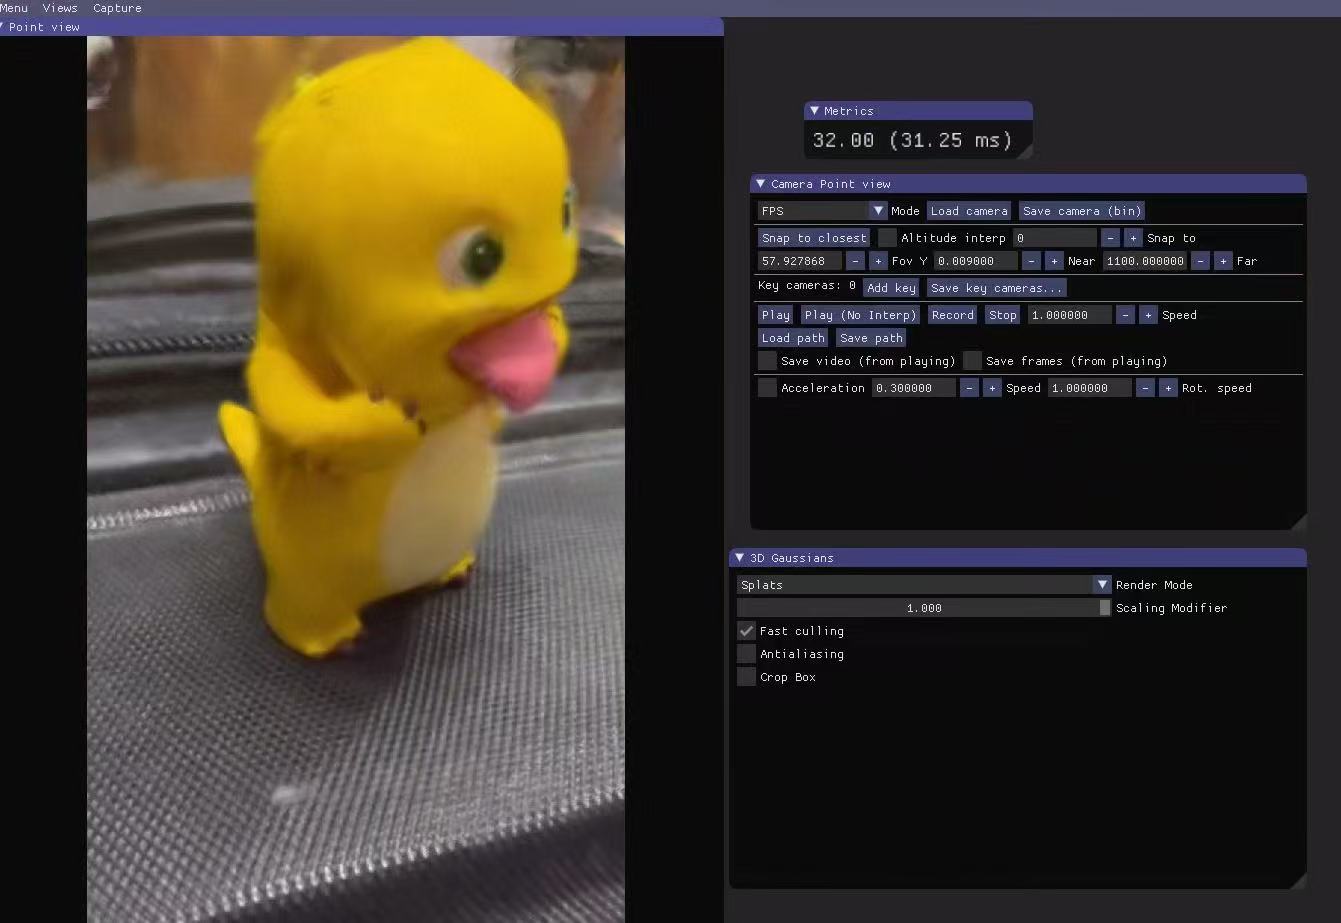 Menu Views Capture
Point view
Metrics
32.00 (31.25 ms)
Camera Point view
FPS Mode Load camera Save camera (bin)
Snap to closest Altitude interp 0 - + Snap to
57.927868 - + Fov Y 0.009000 - + Near 1100.000000 - + Far
Key cameras: 0 Add key Save key cameras...
Play Play (No Interp) Record Stop 1.000000 - + Speed
Load path Save path
Save video (from playing) Save frames (from playing)
Acceleration 0.300000 - + Speed 1.000000 - + Rot. speed
3D Gaussians
Splats Render Mode
1.000 Scaling Modifier
Fast culling
Antialiasing
Crop Box